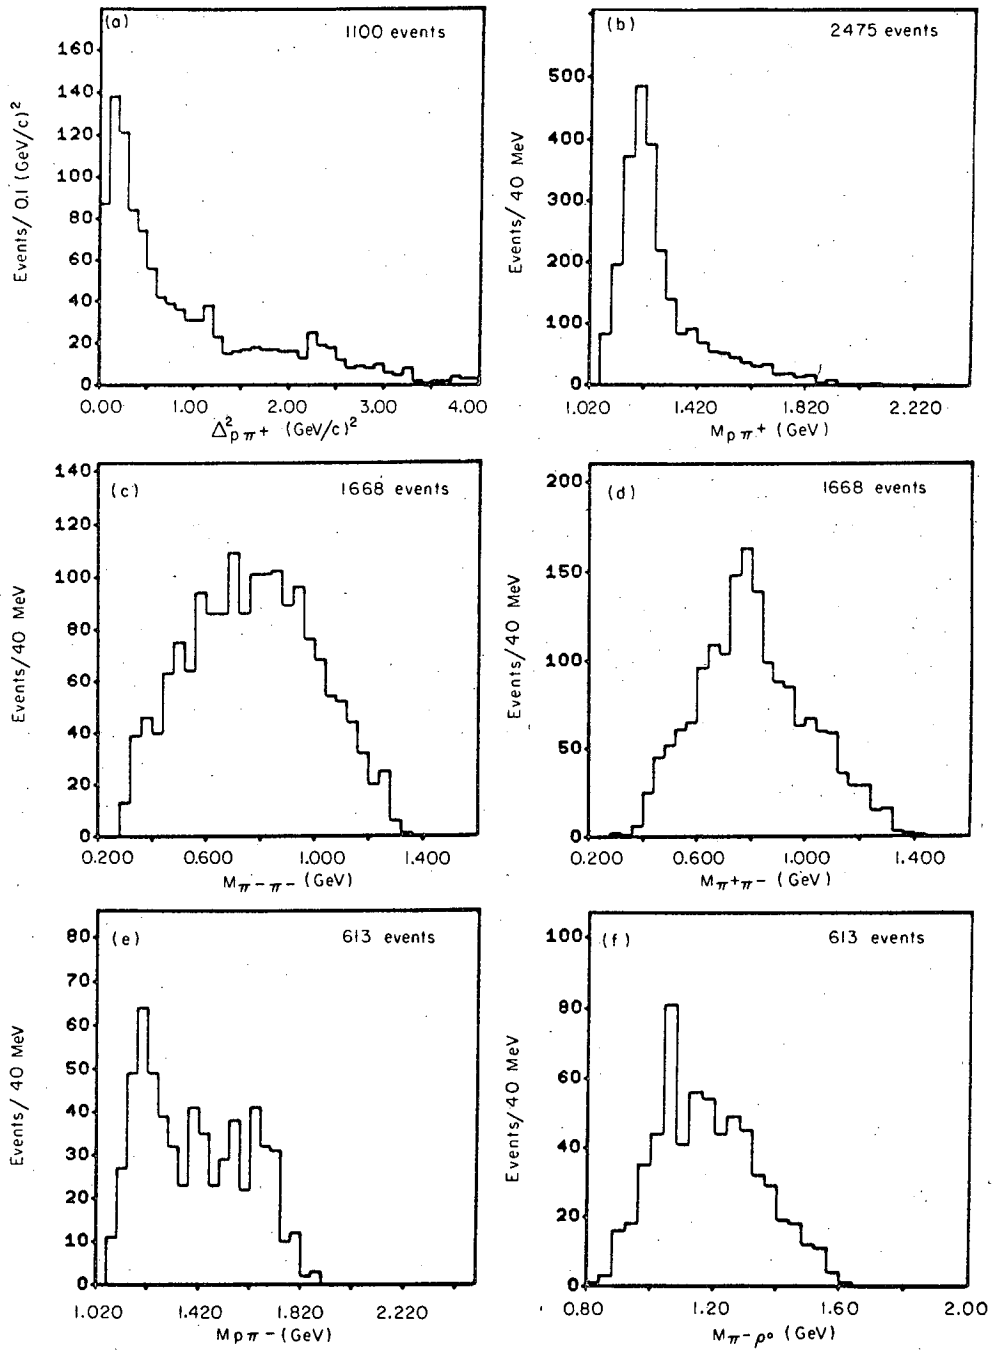 (a)
1100 events
160
140
120
100
80
60
40
20
0
Events/ 0.1 (GeV/c)²
0.00 1.00 2.00 3.00 4.00
Δ²pπ+ (GeV/c)²
(b)
2475 events
500
400
300
200
100
0
Events/ 40 MeV
1.020 1.420 1.820 2.220
Mpπ+ (GeV)
(c)
1668 events
140
120
100
80
60
40
20
0
Events/40 MeV
0.200 0.600 1.000 1.400
Mπ-π- (GeV)
(d)
1668 events
200
150
100
50
0
Events/40 MeV
0.200 0.600 1.000 1.400
Mπ+π- (GeV)
(e)
613 events
80
70
60
50
40
30
20
10
0
Events/ 40 MeV
1.020 1.420 1.820 2.220
Mpπ- (GeV)
(f)
613 events
100
80
60
40
20
0
Events/40 MeV
0.80 1.20 1.60 2.00
Mπ-ρ° (GeV)